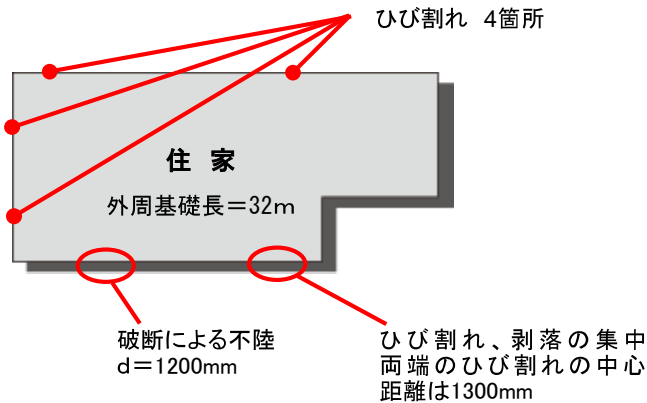 ひび割れ 4箇所
住 家
外周基礎長=32m
破断による不陸
d=1200mm
ひび割れ、剥落の集中
両端のひび割れの中心
距離は1300mm